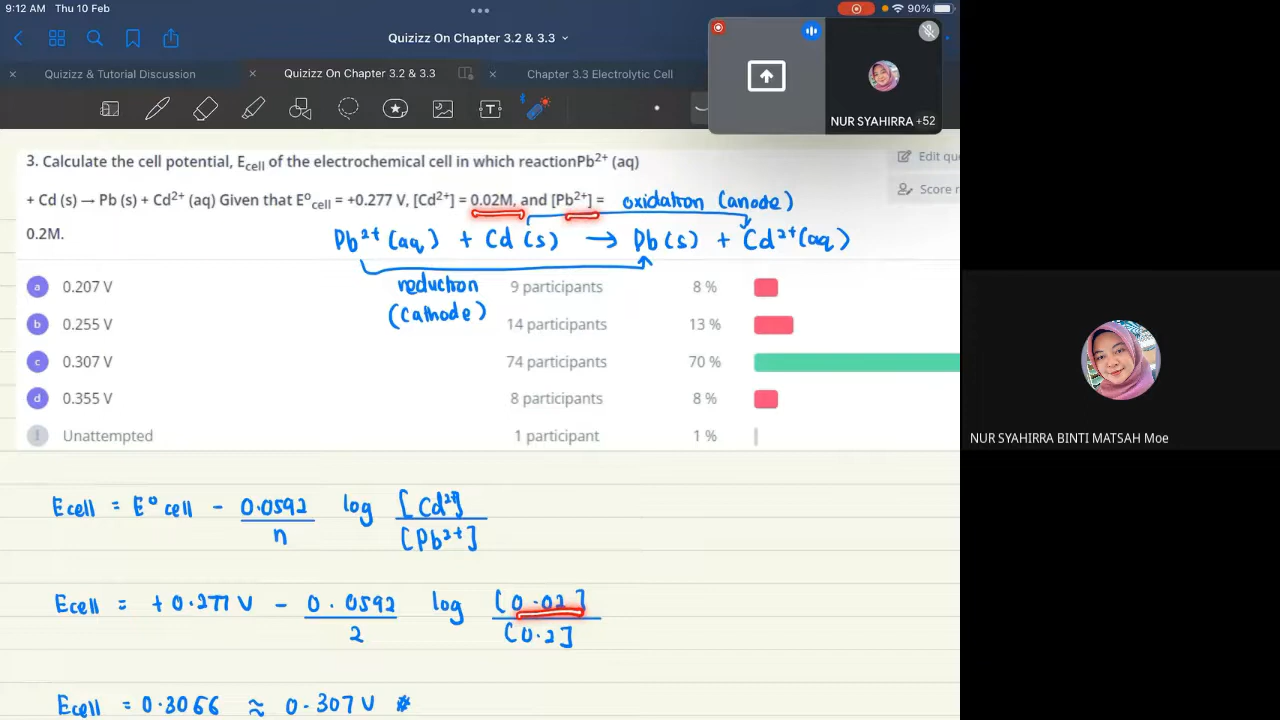 9:12 AM Thu 10 Feb
90%
Quizizz On Chapter 3.2 & 3.3
Quizizz & Tutorial Discussion
Quizizz On Chapter 3.2 & 3.3
Chapter 3.3 Electrolytic Cell
NUR SYAHIRRA +52
3. Calculate the cell potential, Ecell of the electrochemical cell in which reactionPb²⁺ (aq)
Edit que
+ Cd (s) → Pb (s) + Cd²⁺ (aq) Given that E°cell = +0.277 V, [Cd²⁺] = 0.02M, and [Pb²⁺] =
oxidation (anode)
Score r
0.2M.
Pb²⁺(aq) + Cd (s) → Pb(s) + Cd²⁺(aq)
reduction
(Cathode)
a 0.207 V 9 participants 8 %
b 0.255 V 14 participants 13 %
c 0.307 V 74 participants 70 %
d 0.355 V 8 participants 8 %
! Unattempted 1 participant 1 %
Ecell = E° cell - 0.0592/n log [Cd²⁺]/[Pb²⁺]
Ecell = +0.277 V - 0.0592/2 log [0.02]/[0.2]
Ecell = 0.3066 ≈ 0.307 V #
NUR SYAHIRRA BINTI MATSAH Moe